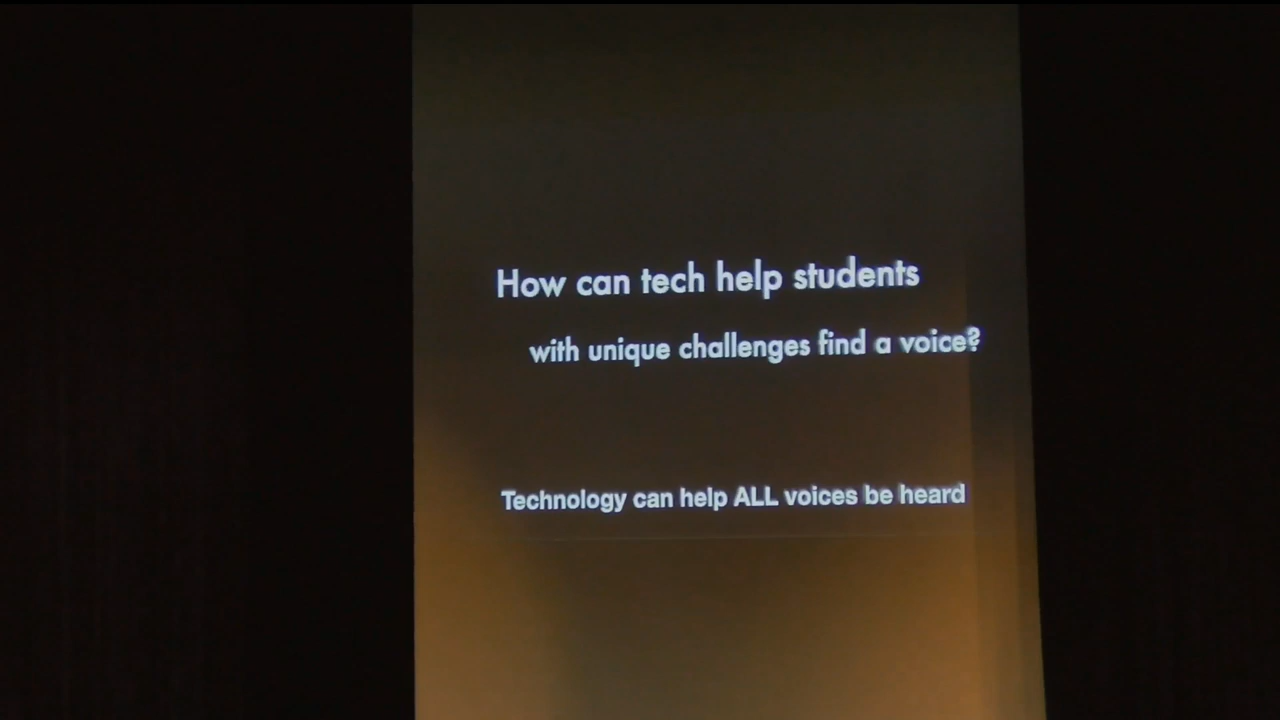 How can tech help students
with unique challenges find a voice?
Technology can help ALL voices be heard